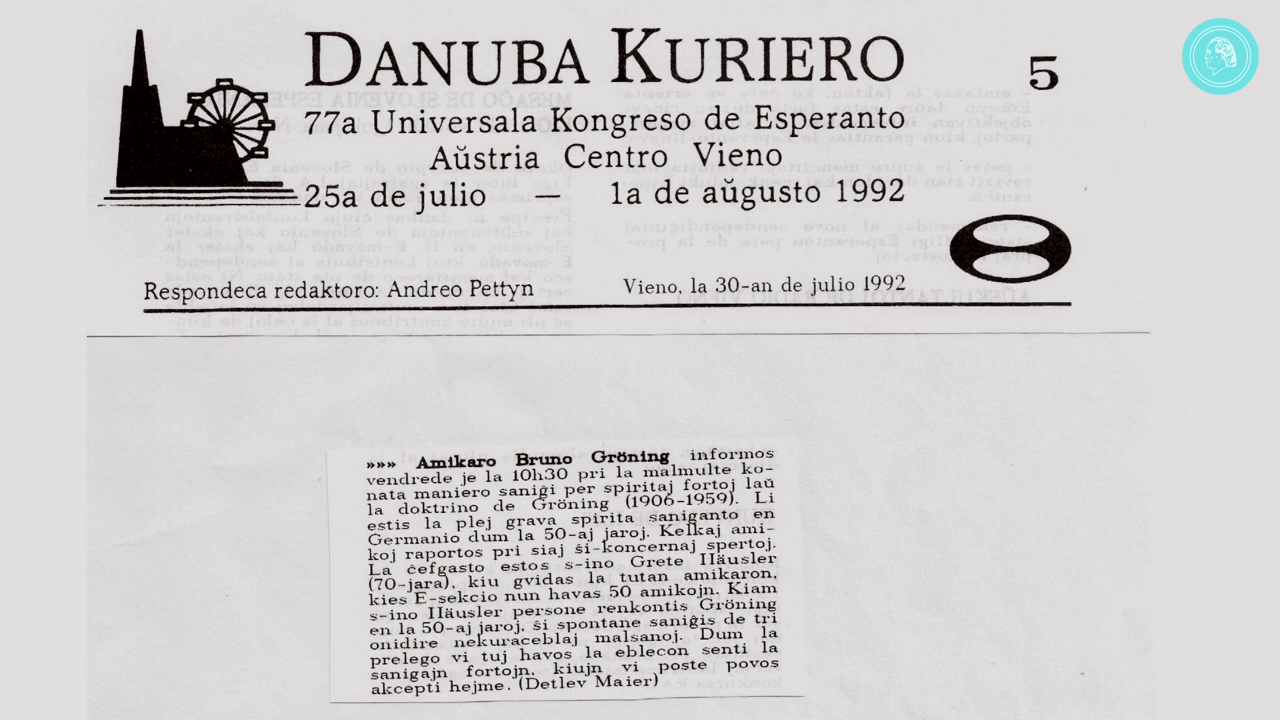 DANUBA KURIERO
5
77a Universala Kongreso de Esperanto
Aŭstria Centro Vieno
25a de julio — 1a de aŭgusto 1992
Respondeca redaktoro: Andreo Pettyn
Vieno, la 30-an de julio 1992
»»» Amikaro Bruno Gröning informos
vendrede je la 10h30 pri la malmulte ko-
nata maniero saniĝi per spiritaj fortoj laŭ
la doktrino de Gröning (1906-1959). Li
estis la plej grava spirita saniganto en
Germanio dum la 50-aj jaroj. Kelkaj ami-
koj raportos pri siaj ŝi-koncernaj spertoj.
La ĉefgasto estos s-ino Grete Häusler
(70-jara), kiu gvidas la tutan amikaron,
kies E-sekcio nun havas 50 amikojn. Kiam
s-ino Häusler persone renkontis Gröning
en la 50-aj jaroj, ŝi spontane saniĝis de tri
onidire nekuraceblaj malsanoj. Dum la
prelego vi tuj havos la eblecon senti la
sanigajn fortojn, kiujn vi poste povos
akcepti hejme. (Detlev Maier)